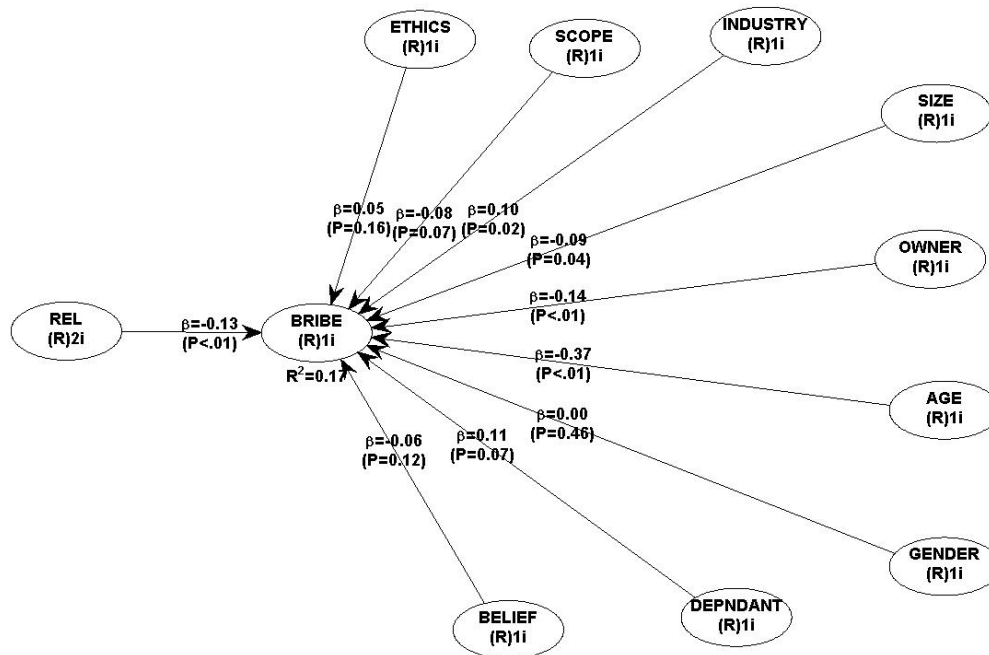 ETHICS
(R)1i
SCOPE
(R)1i
INDUSTRY
(R)1i
SIZE
(R)1i
β=0.05
(P=0.16)
β=-0.08
(P=0.07)
β=0.10
(P=0.02)
β=-0.09
(P=0.04)
OWNER
(R)1i
REL
(R)2i
β=-0.13
(P<.01)
BRIBE
(R)1i
R²=0.17
β=-0.14
(P<.01)
β=-0.37
(P<.01)
AGE
(R)1i
β=0.00
(P=0.46)
β=-0.06
(P=0.12)
β=0.11
(P=0.07)
GENDER
(R)1i
BELIEF
(R)1i
DEPNDANT
(R)1i